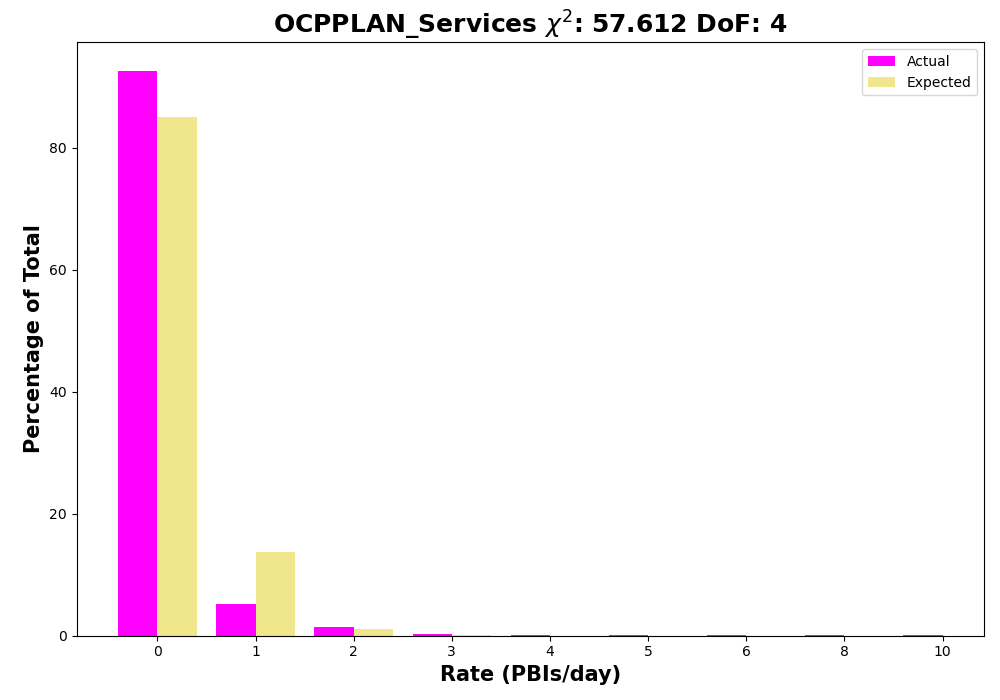 OCPPLAN_Services χ²: 57.612 DoF: 4
Actual
Expected
Percentage of Total
80
60
40
20
0
0 1 2 3 4 5 6 8 10
Rate (PBIs/day)